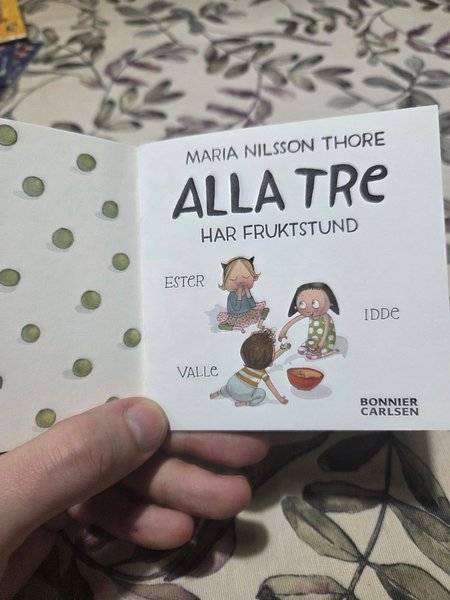 MARIA NILSSON THORE
ALLA TRe
HAR FRUKTSTUND
ESTER
IDDe
VALLe
BONNIER
CARLSEN